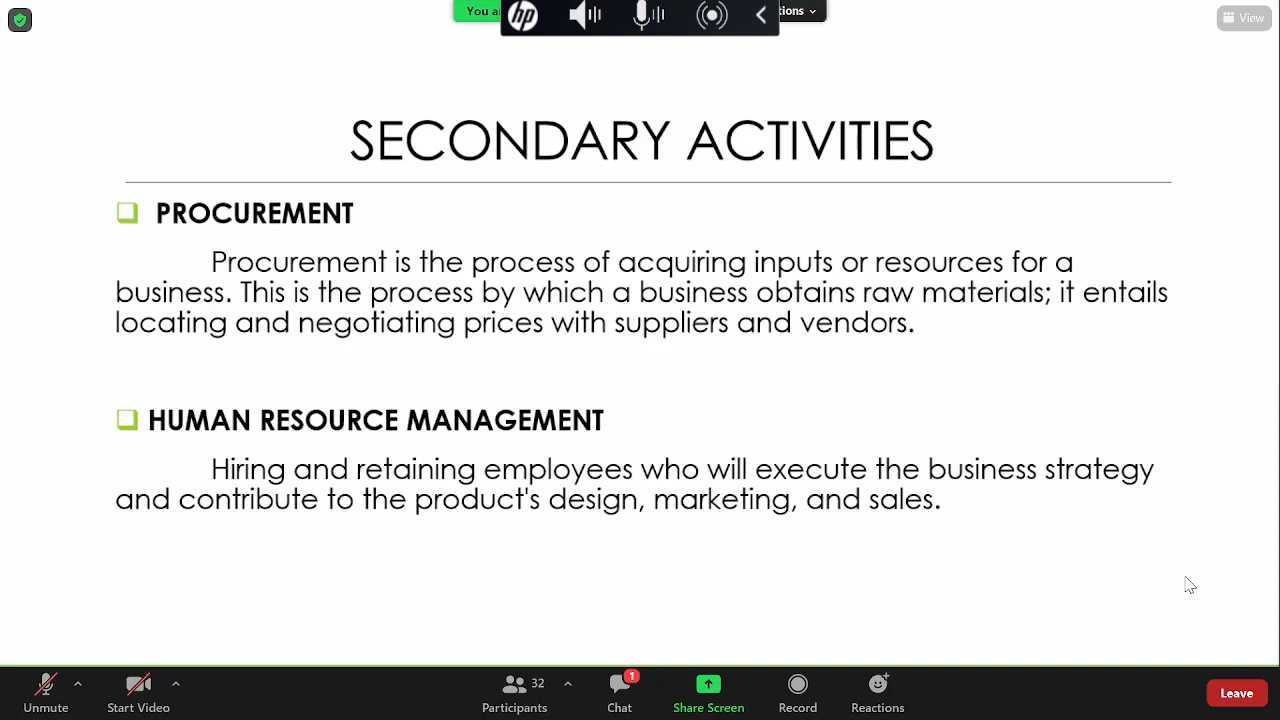 You a
hp
tions
View
SECONDARY ACTIVITIES
PROCUREMENT
Procurement is the process of acquiring inputs or resources for a
business. This is the process by which a business obtains raw materials; it entails
locating and negotiating prices with suppliers and vendors.
HUMAN RESOURCE MANAGEMENT
Hiring and retaining employees who will execute the business strategy
and contribute to the product's design, marketing, and sales.
32
1
Unmute
Start Video
Participants
Chat
Share Screen
Record
Reactions
Leave